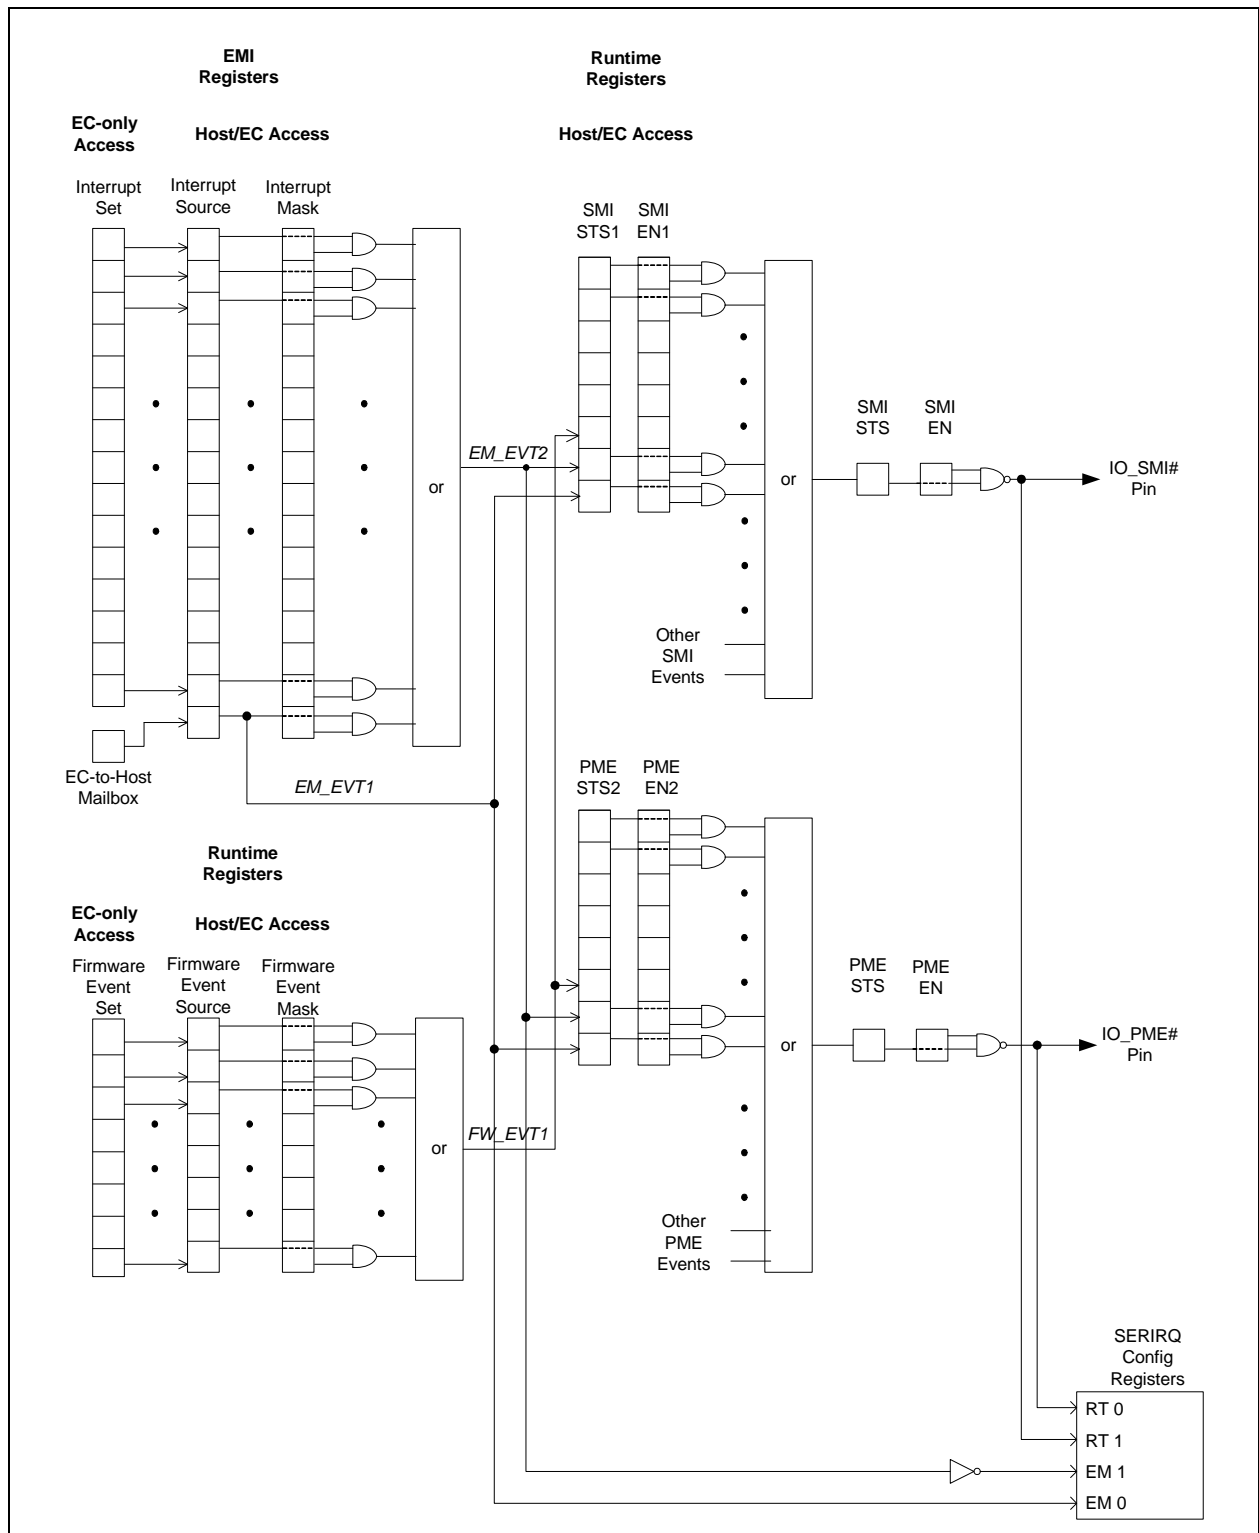 EMI
Registers
Runtime
Registers
EC-only
Access
Host/EC Access
Host/EC Access
Interrupt
Set
Interrupt
Source
Interrupt
Mask
SMI
STS1
SMI
EN1
or
EM_EVT2
or
SMI
STS
SMI
EN
IO_SMI#
Pin
Other
SMI
Events
EC-to-Host
Mailbox
EM_EVT1
PME
STS2
PME
EN2
Runtime
Registers
EC-only
Access
Host/EC Access
Firmware
Event
Set
Firmware
Event
Source
Firmware
Event
Mask
or
FW_EVT1
or
PME
STS
PME
EN
IO_PME#
Pin
Other
PME
Events
SERIRQ
Config
Registers
RT 0
RT 1
EM 1
EM 0